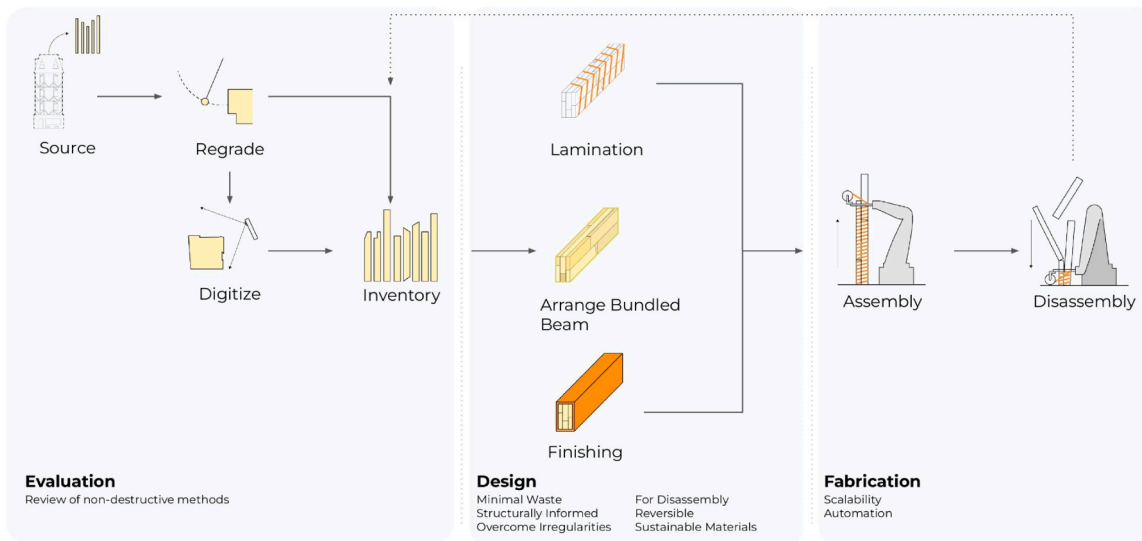 Source
Regrade
Digitize
Inventory
Evaluation
Review of non-destructive methods
Lamination
Arrange Bundled
Beam
Finishing
Design
Minimal Waste
Structurally Informed
Overcome Irregularities
For Disassembly
Reversible
Sustainable Materials
Assembly
Disassembly
Fabrication
Scalability
Automation